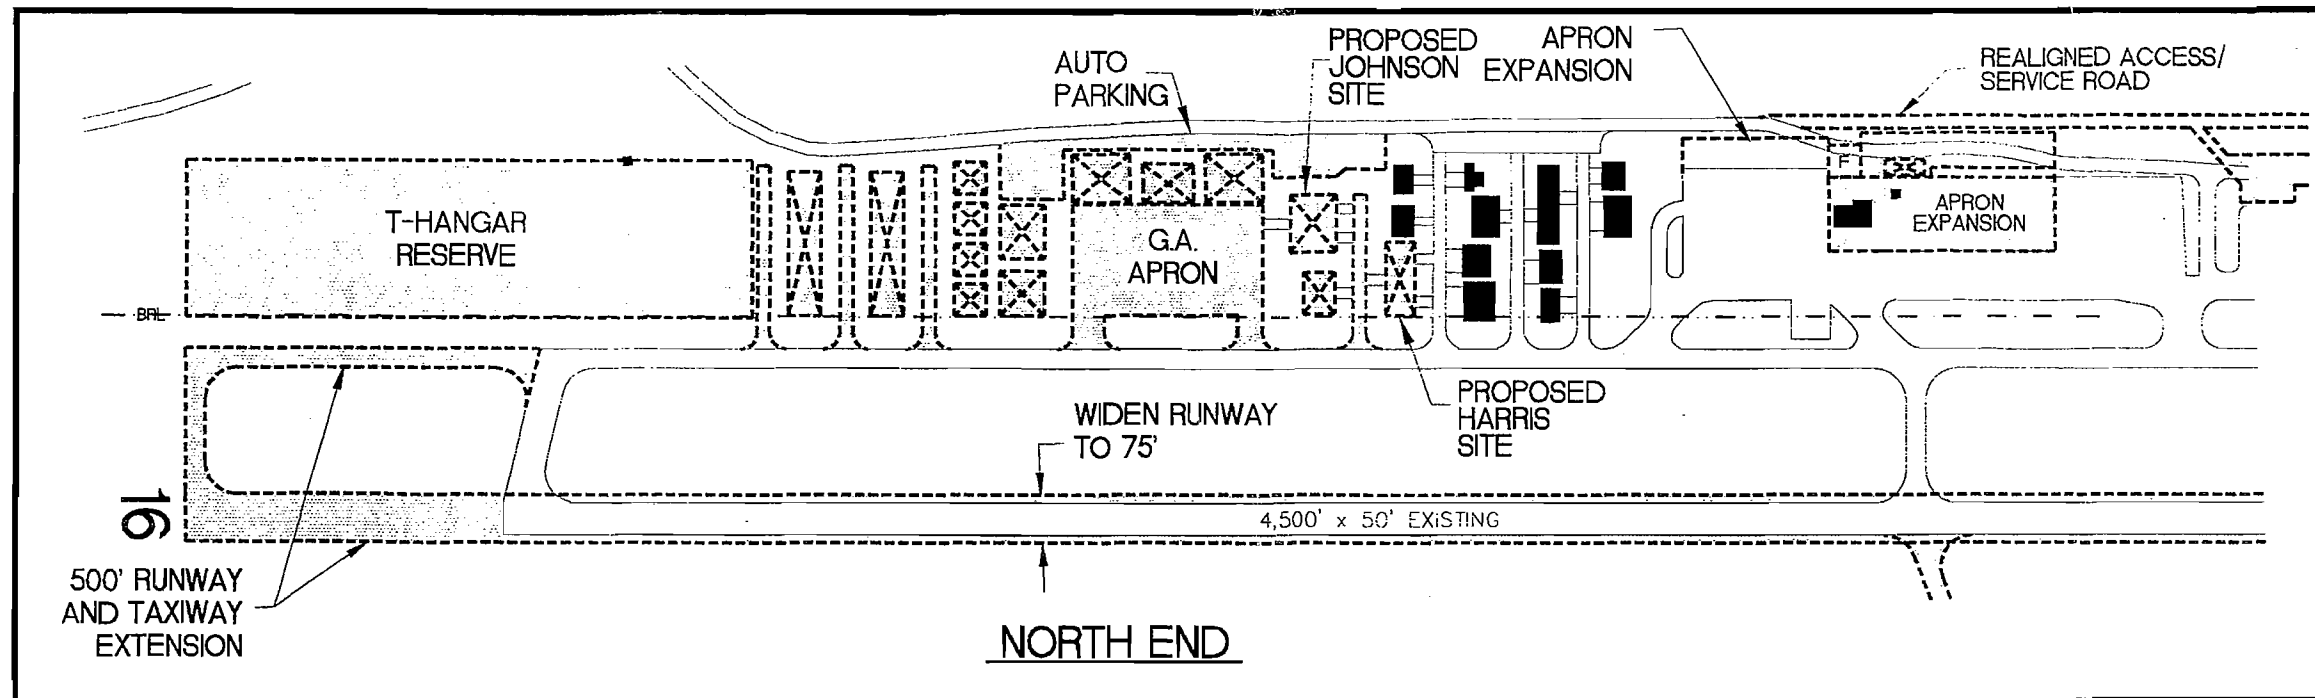 PROPOSED
JOHNSON
SITE
APRON
EXPANSION
AUTO
PARKING
REALIGNED ACCESS/
SERVICE ROAD
T-HANGAR
RESERVE
G.A.
APRON
APRON
EXPANSION
F
BRL
WIDEN RUNWAY
TO 75'
PROPOSED
HARRIS
SITE
16
4,500' x 50' EXISTING
500' RUNWAY
AND TAXIWAY
EXTENSION
NORTH END